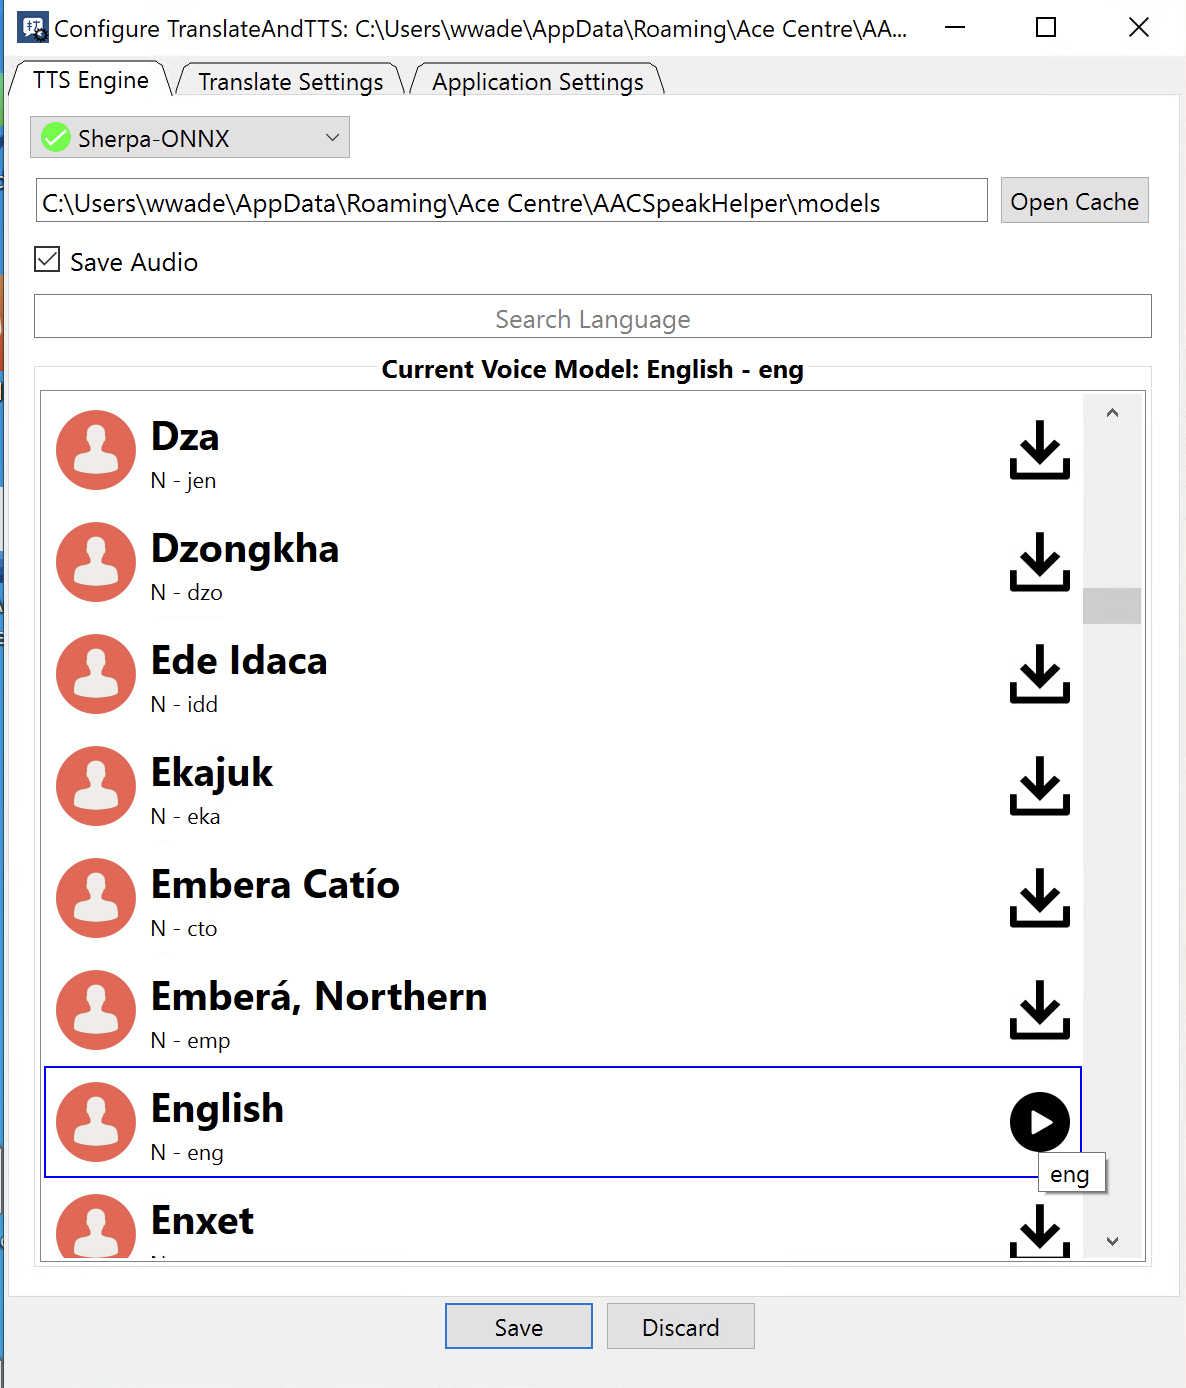 Configure TranslateAndTTS: C:\Users\wwade\AppData\Roaming\Ace Centre\AA...
TTS Engine
Translate Settings
Application Settings
Sherpa-ONNX
C:\Users\wwade\AppData\Roaming\Ace Centre\AACSpeakHelper\models
Open Cache
Save Audio
Search Language
Current Voice Model: English - eng
Dza
N - jen
Dzongkha
N - dzo
Ede Idaca
N - idd
Ekajuk
N - eka
Embera Catío
N - cto
Emberá, Northern
N - emp
English
N - eng
eng
Enxet
Save
Discard